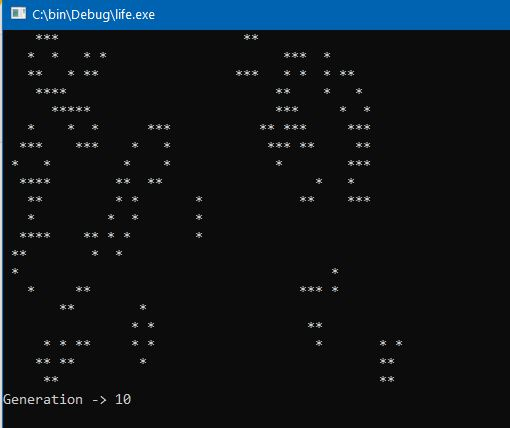 C:\bin\Debug\life.exe
    ***                       **
   *  *   * *                      ***  *
   **   * **                 ***   * *  * **
    ****                          **    *   *
      *****                       ***     *  *
   *    *  *      ***           ** ***     ***
  ***    ***    *   *            *** **     **
 *   *         *    *             *        ***
  ****        **  **                   *   *
   **         * *       *            **    ***
   *         *  *       *
  ****    ** * *        *
 **        *  *
 *                                       *
   *     **                          *** *
       **        *
                * *                   **
     * * **     * *                    *       * *
    ** **        *                             **
     **                                        **
Generation -> 10